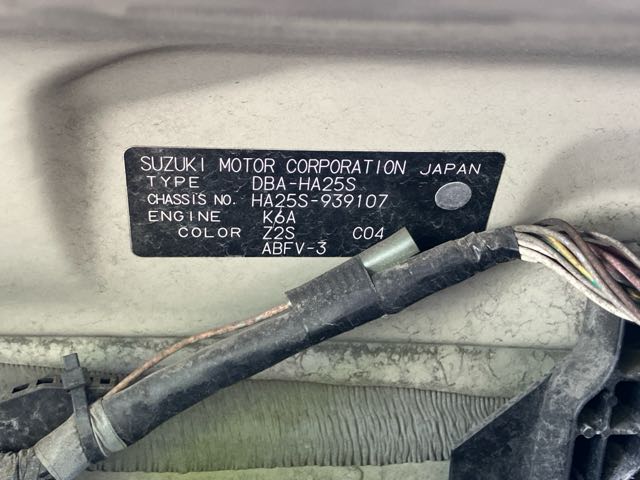 SUZUKI MOTOR CORPORATION JAPAN
TYPE DBA-HA25S
CHASSIS NO. HA25S-939107
ENGINE K6A
COLOR Z2S C04
ABFV-3